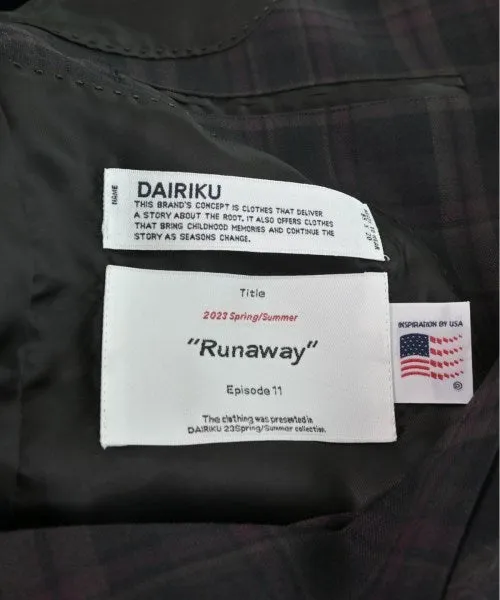 NAME
DAIRIKU
THIS BRAND'S CONCEPT IS CLOTHES THAT DELIVER
A STORY ABOUT THE ROOT. IT ALSO OFFERS CLOTHES
THAT BRING CHILDHOOD MEMORIES AND CONTINUE THE
STORY AS SEASONS CHANGE.
Title
2023 Spring/Summer
"Runaway"
Episode 11
The clothing was presented in
DAIRIKU 23Spring/Summer collection.
INSPIRATION BY USA
©